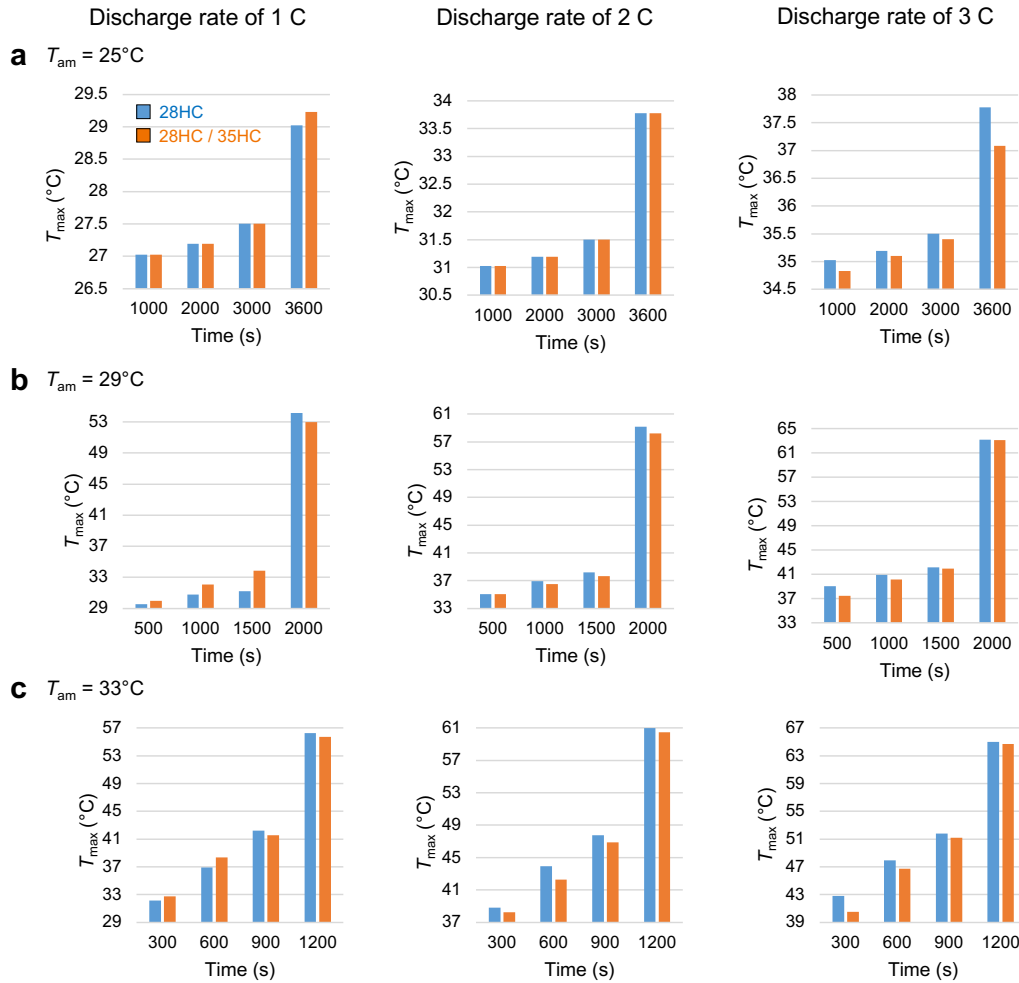 Discharge rate of 1 C Discharge rate of 2 C Discharge rate of 3 C
a T_am = 25°C
28HC
28HC / 35HC
T_max (°C)
29.5
29
28.5
28
27.5
27
26.5
1000 2000 3000 3600
Time (s)
T_max (°C)
34
33.5
33
32.5
32
31.5
31
30.5
1000 2000 3000 3600
Time (s)
T_max (°C)
38
37.5
37
36.5
36
35.5
35
34.5
1000 2000 3000 3600
Time (s)
b T_am = 29°C
T_max (°C)
53
49
45
41
37
33
29
500 1000 1500 2000
Time (s)
T_max (°C)
61
57
53
49
45
41
37
33
500 1000 1500 2000
Time (s)
T_max (°C)
65
61
57
53
49
45
41
37
33
500 1000 1500 2000
Time (s)
c T_am = 33°C
T_max (°C)
57
53
49
45
41
37
33
29
300 600 900 1200
Time (s)
T_max (°C)
61
57
53
49
45
41
37
300 600 900 1200
Time (s)
T_max (°C)
67
63
59
55
51
47
43
39
300 600 900 1200
Time (s)